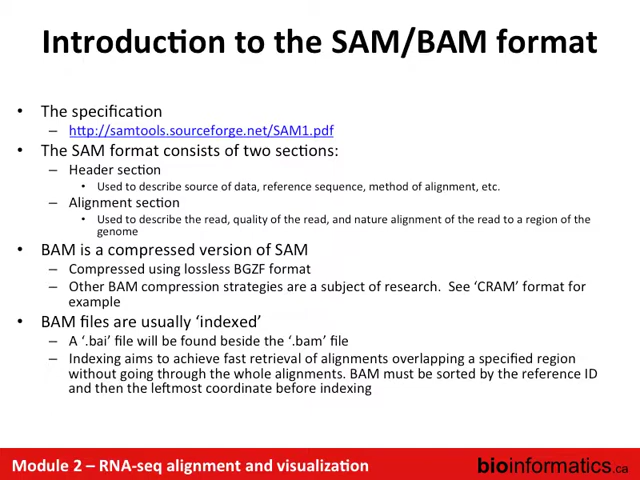 Introduction to the SAM/BAM format
• The specification
– http://samtools.sourceforge.net/SAM1.pdf
• The SAM format consists of two sections:
– Header section
• Used to describe source of data, reference sequence, method of alignment, etc.
– Alignment section
• Used to describe the read, quality of the read, and nature alignment of the read to a region of the
genome
• BAM is a compressed version of SAM
– Compressed using lossless BGZF format
– Other BAM compression strategies are a subject of research. See ‘CRAM’ format for
example
• BAM files are usually ‘indexed’
– A ‘.bai’ file will be found beside the ‘.bam’ file
– Indexing aims to achieve fast retrieval of alignments overlapping a specified region
without going through the whole alignments. BAM must be sorted by the reference ID
and then the leftmost coordinate before indexing
Module 2 – RNA-seq alignment and visualization
bioinformatics.ca